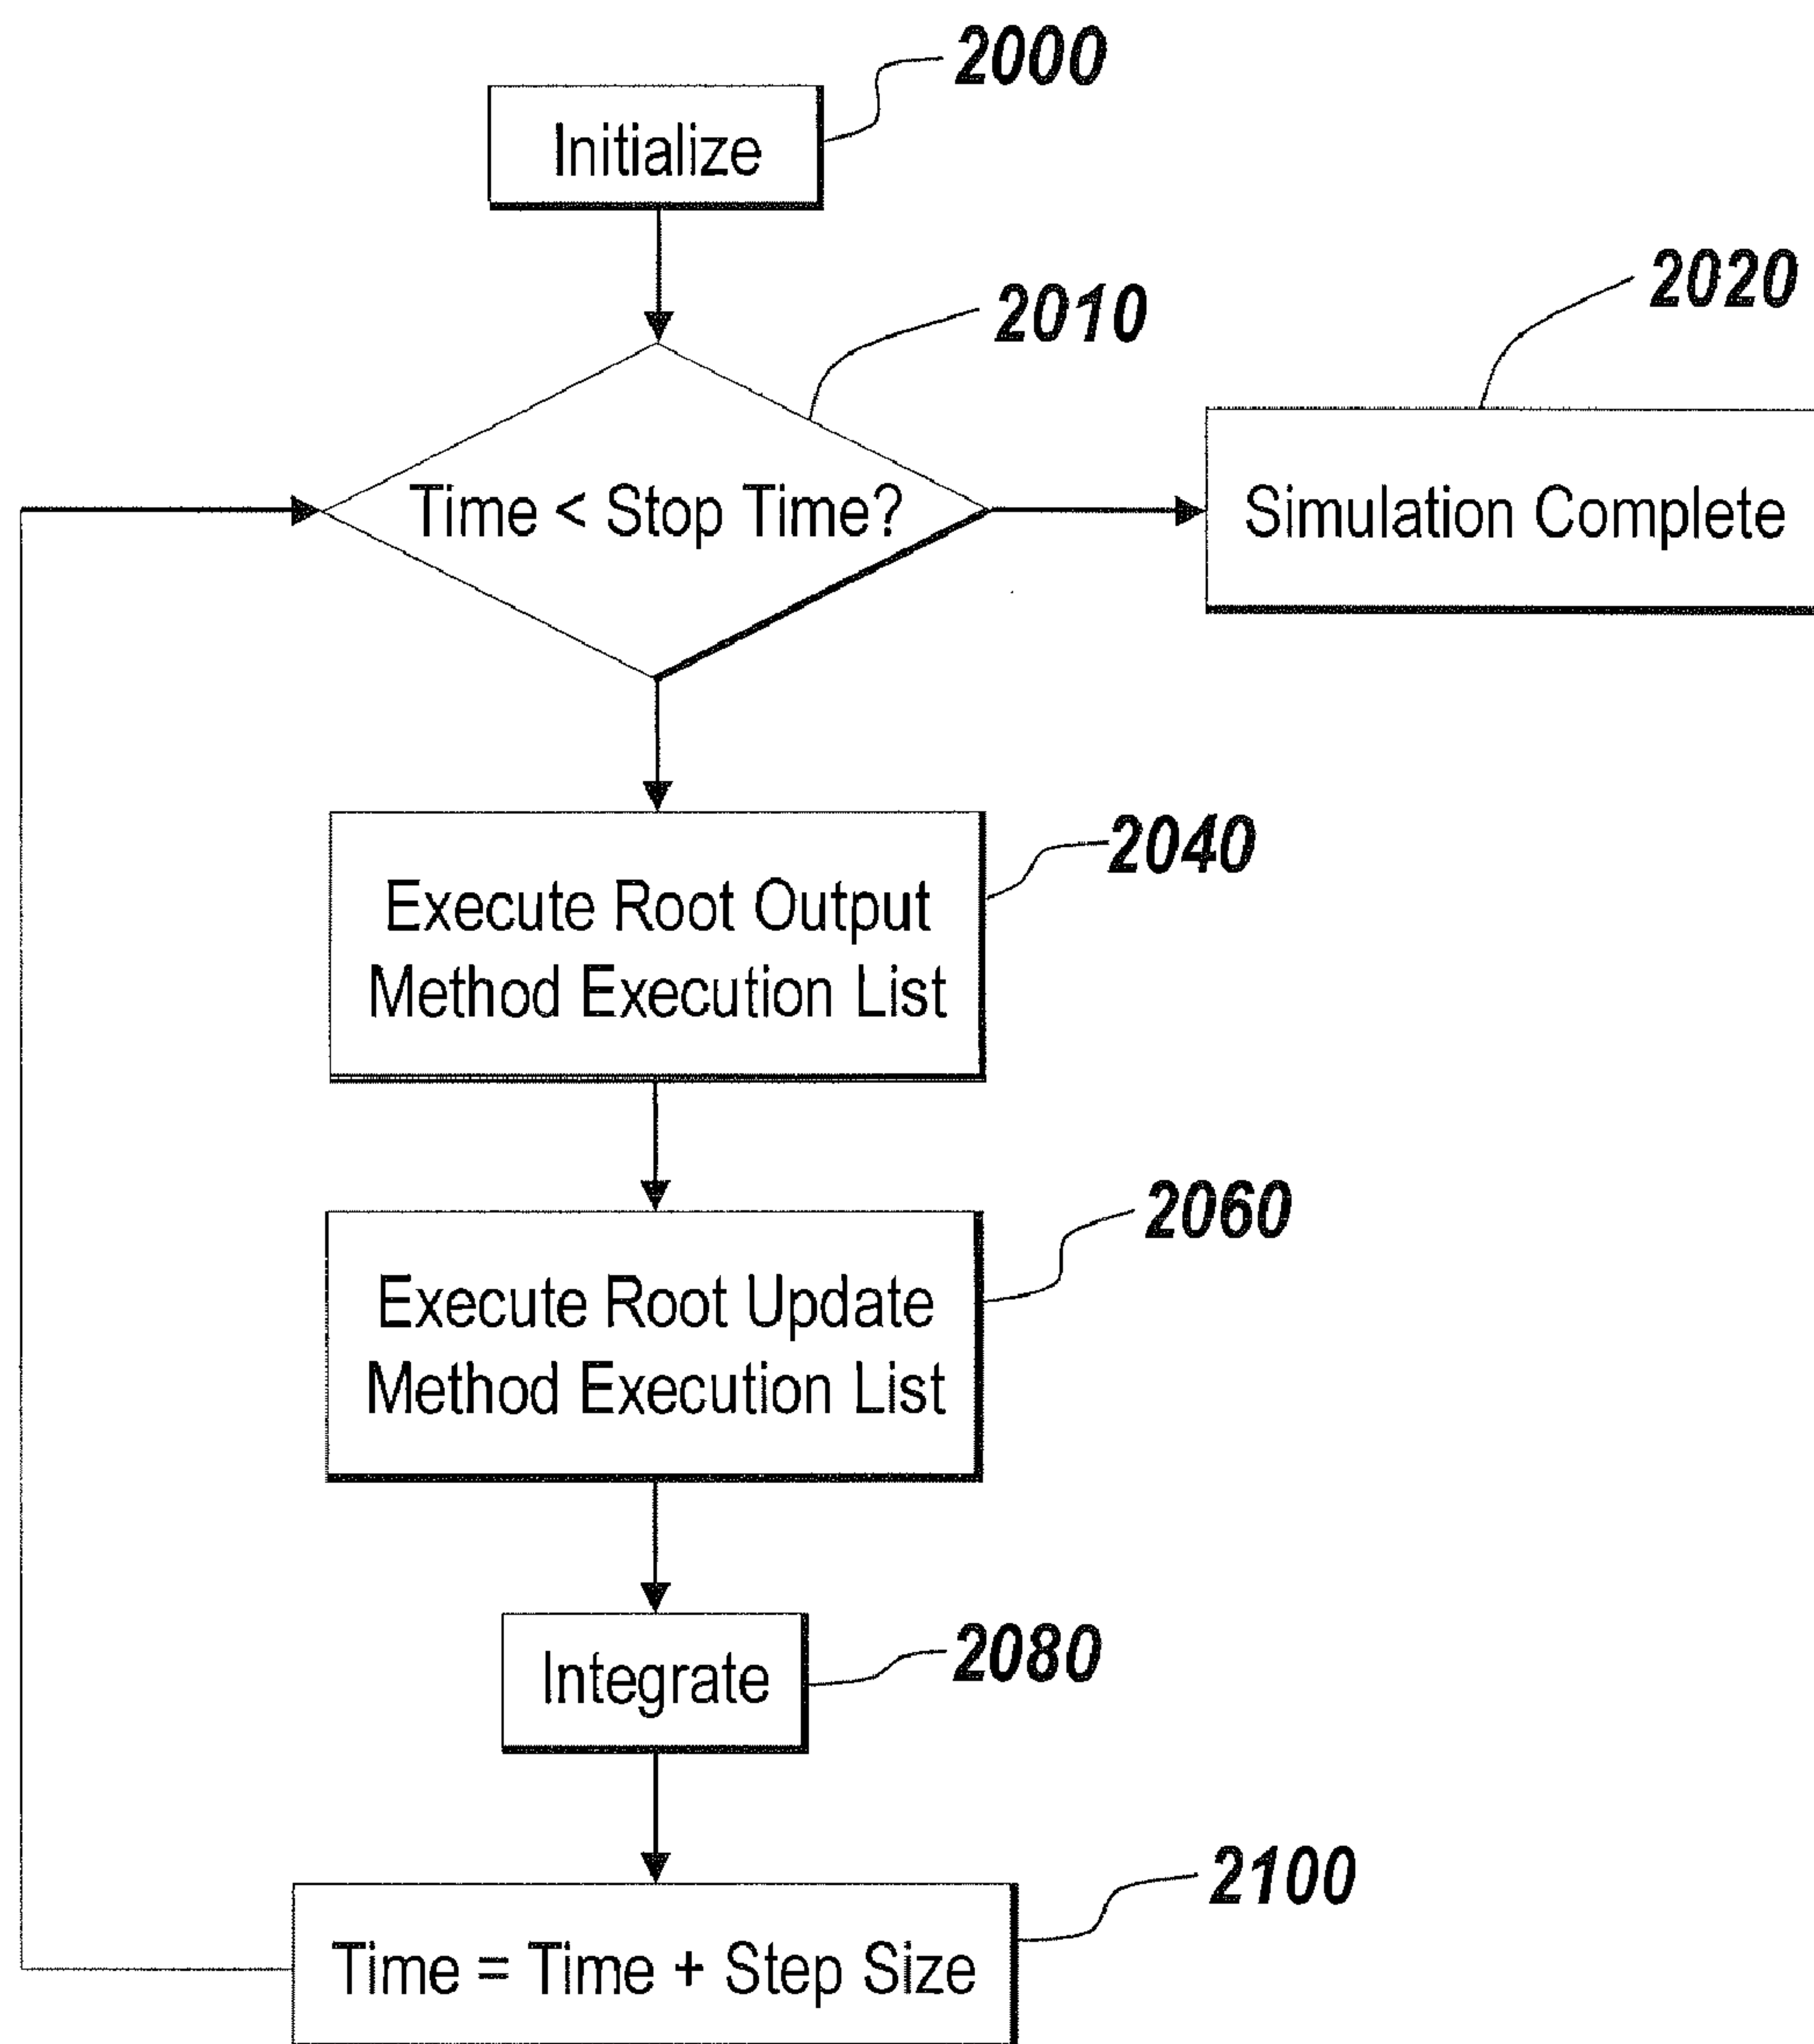 2000
Initialize
2010
2020
Time < Stop Time?
Simulation Complete
2040
Execute Root Output
Method Execution List
2060
Execute Root Update
Method Execution List
2080
Integrate
2100
Time = Time + Step Size